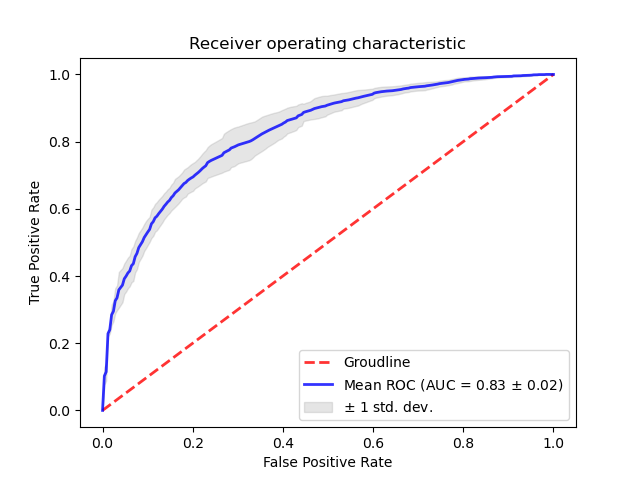 Receiver operating characteristic
True Positive Rate
1.0
0.8
0.6
0.4
0.2
0.0
Groudline
Mean ROC (AUC = 0.83 ± 0.02)
± 1 std. dev.
0.0 0.2 0.4 0.6 0.8 1.0
False Positive Rate